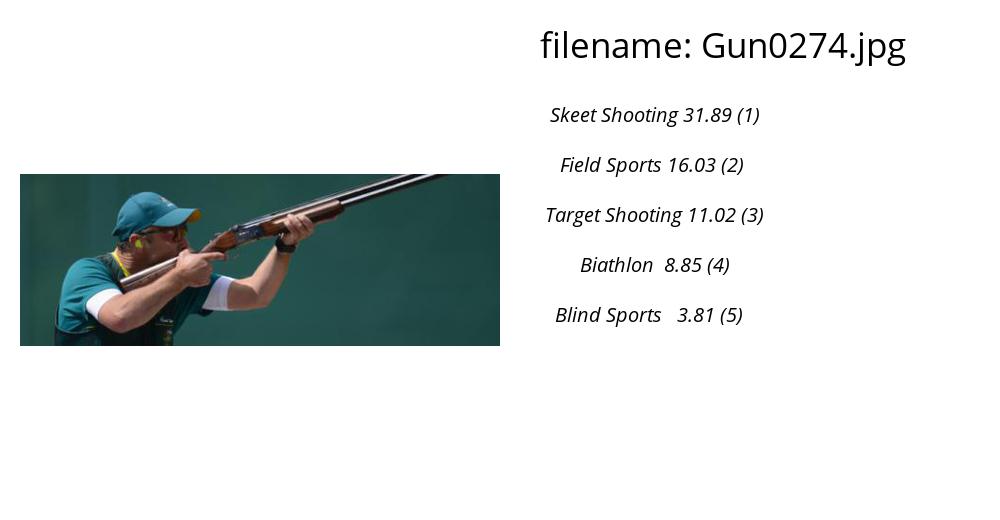 filename: Gun0274.jpg
Skeet Shooting 31.89 (1)
Field Sports 16.03 (2)
Target Shooting 11.02 (3)
Biathlon 8.85 (4)
Blind Sports 3.81 (5)